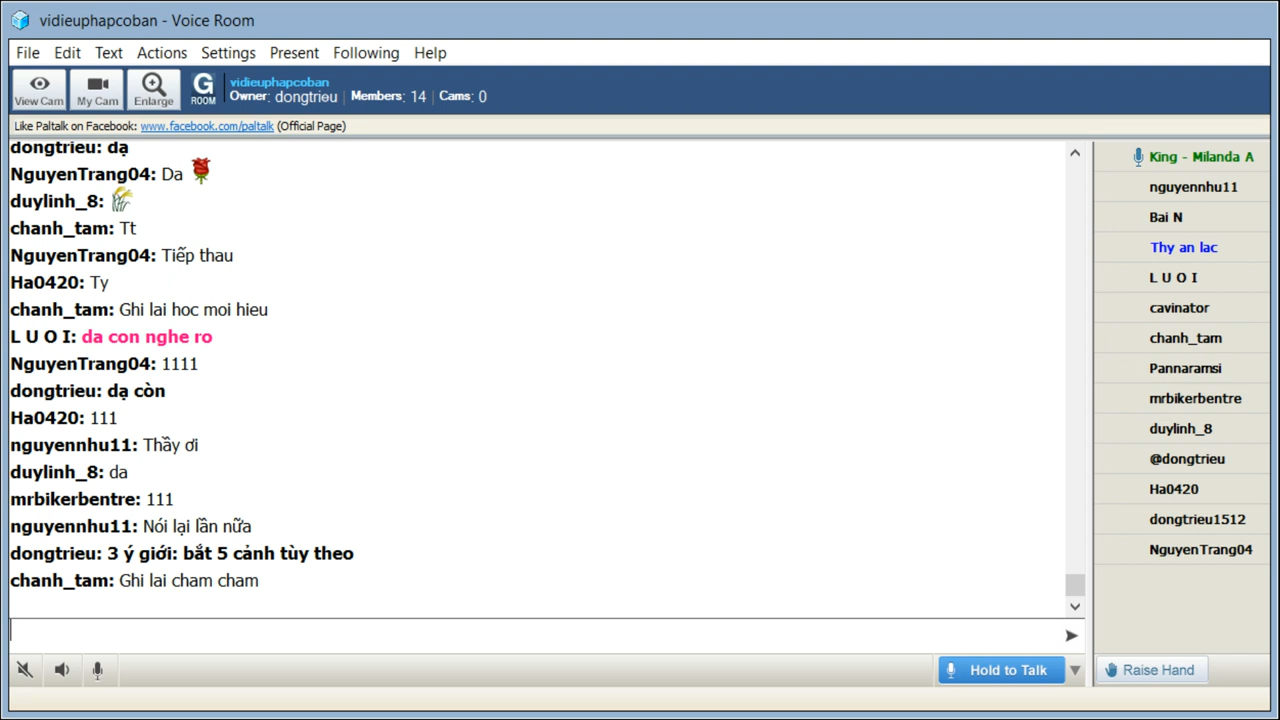 vidieuphapcoban - Voice Room
File Edit Text Actions Settings Present Following Help
View Cam My Cam Enlarge G ROOM
vidieuphapcoban
Owner: dongtrieu | Members: 14 | Cams: 0
Like Paltalk on Facebook: www.facebook.com/paltalk (Official Page)
dongtrieu: dạ
NguyenTrang04: Da
duylinh_8:
chanh_tam: Tt
NguyenTrang04: Tiếp thau
Ha0420: Ty
chanh_tam: Ghi lai hoc moi hieu
L U O I: da con nghe ro
NguyenTrang04: 1111
dongtrieu: dạ còn
Ha0420: 111
nguyennhu11: Thầy ơi
duylinh_8: da
mrbikerbentre: 111
nguyennhu11: Nói lại lần nữa
dongtrieu: 3 ý giới: bắt 5 cảnh tùy theo
chanh_tam: Ghi lai cham cham
King - Milanda A
nguyennhu11
Bai N
Thy an lac
L U O I
cavinator
chanh_tam
Pannaramsi
mrbikerbentre
duylinh_8
@dongtrieu
Ha0420
dongtrieu1512
NguyenTrang04
Hold to Talk
Raise Hand